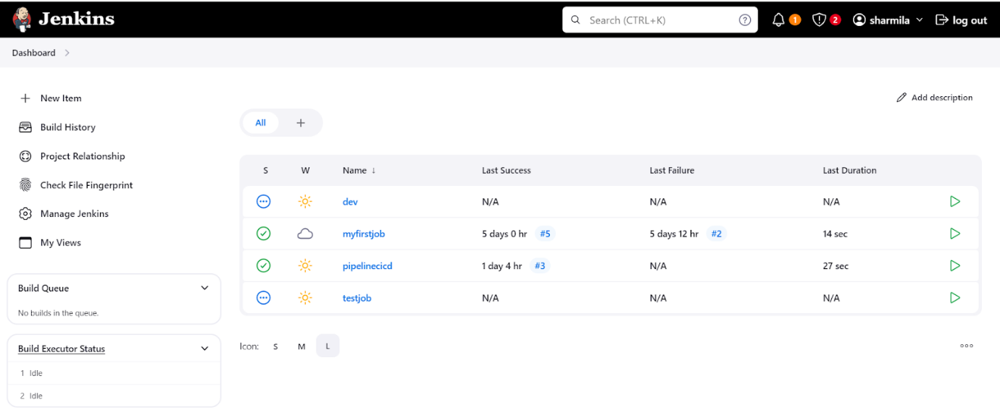 Jenkins
Search (CTRL+K) ?
1
2
sharmila
log out
Dashboard
New Item
Build History
Project Relationship
Check File Fingerprint
Manage Jenkins
My Views
Build Queue
No builds in the queue.
Build Executor Status
1 Idle
2 Idle
Add description
All +
S W Name ↓ Last Success Last Failure Last Duration
dev N/A N/A N/A
myfirstjob 5 days 0 hr #5 5 days 12 hr #2 14 sec
pipelinecicd 1 day 4 hr #3 N/A 27 sec
testjob N/A N/A N/A
Icon: S M L